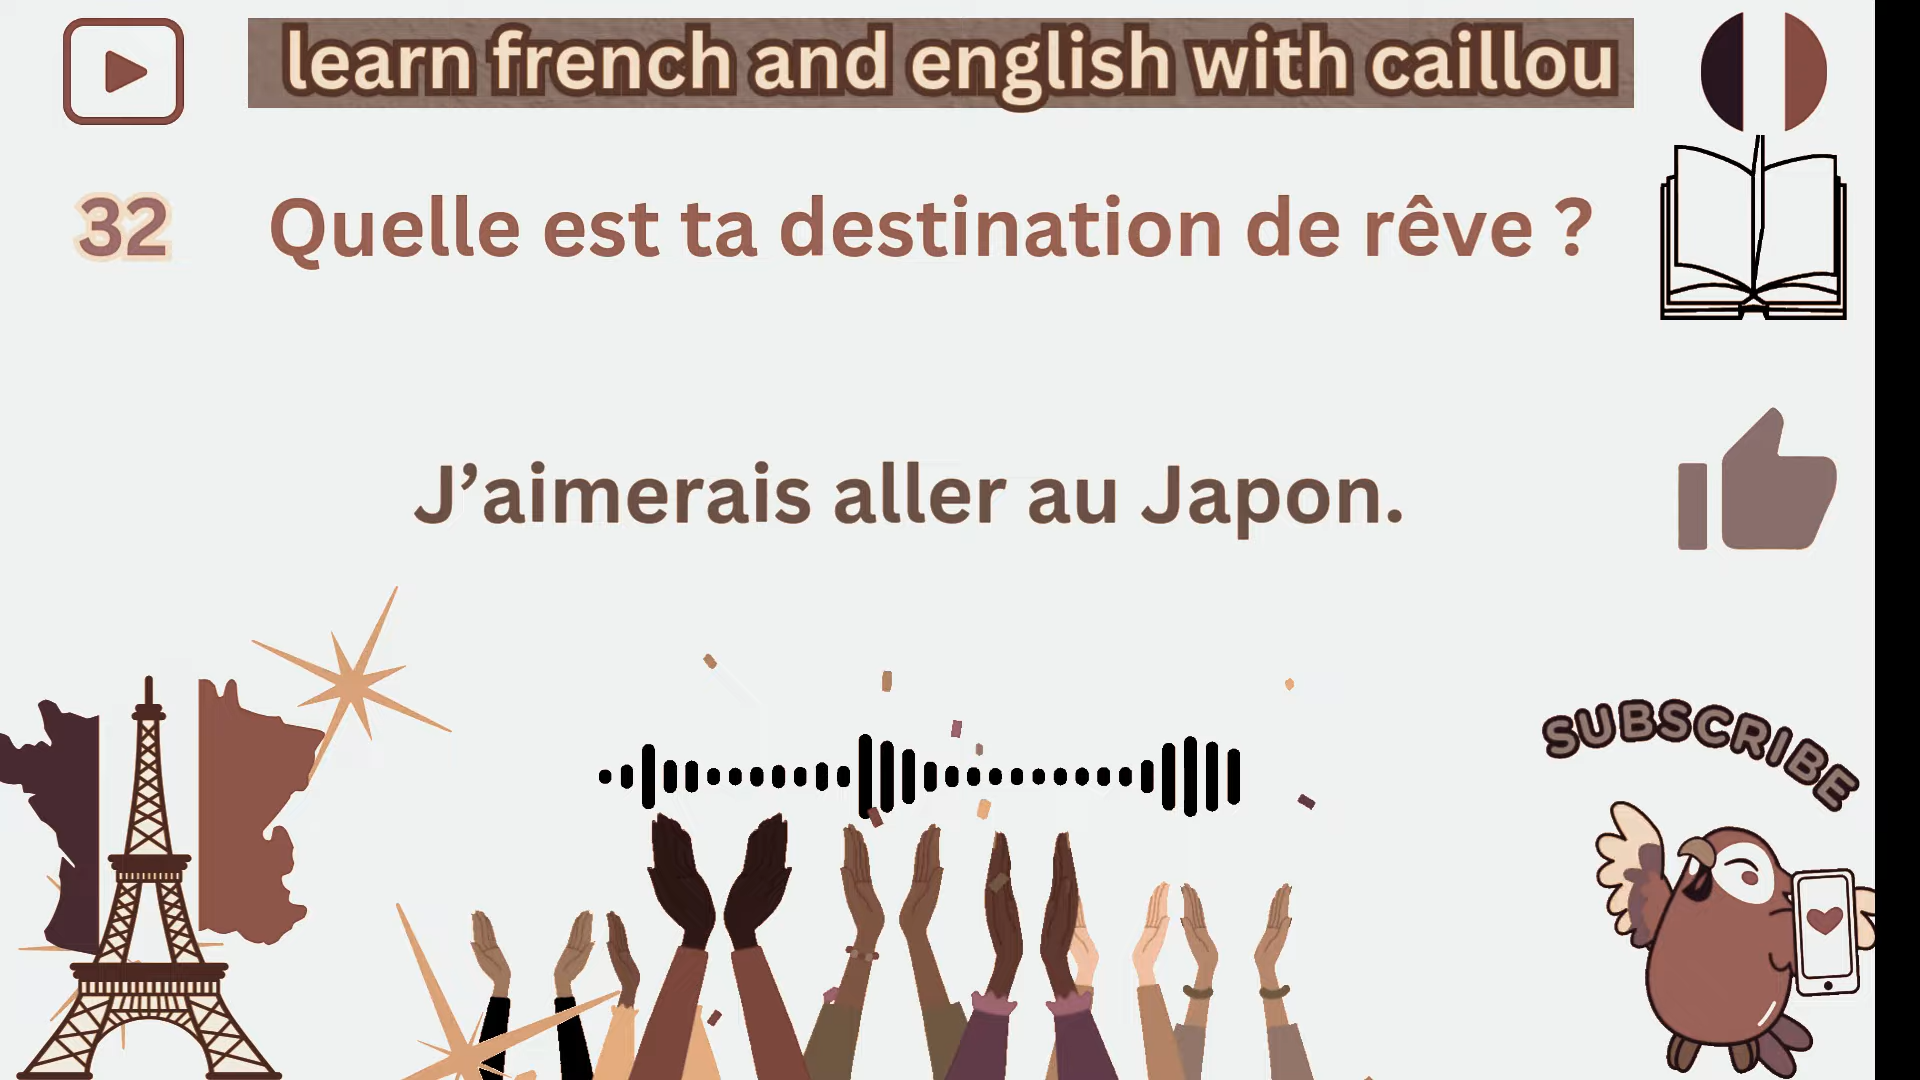 learn french and english with caillou
32 Quelle est ta destination de rêve ?
J’aimerais aller au Japon.
SUBSCRIBE